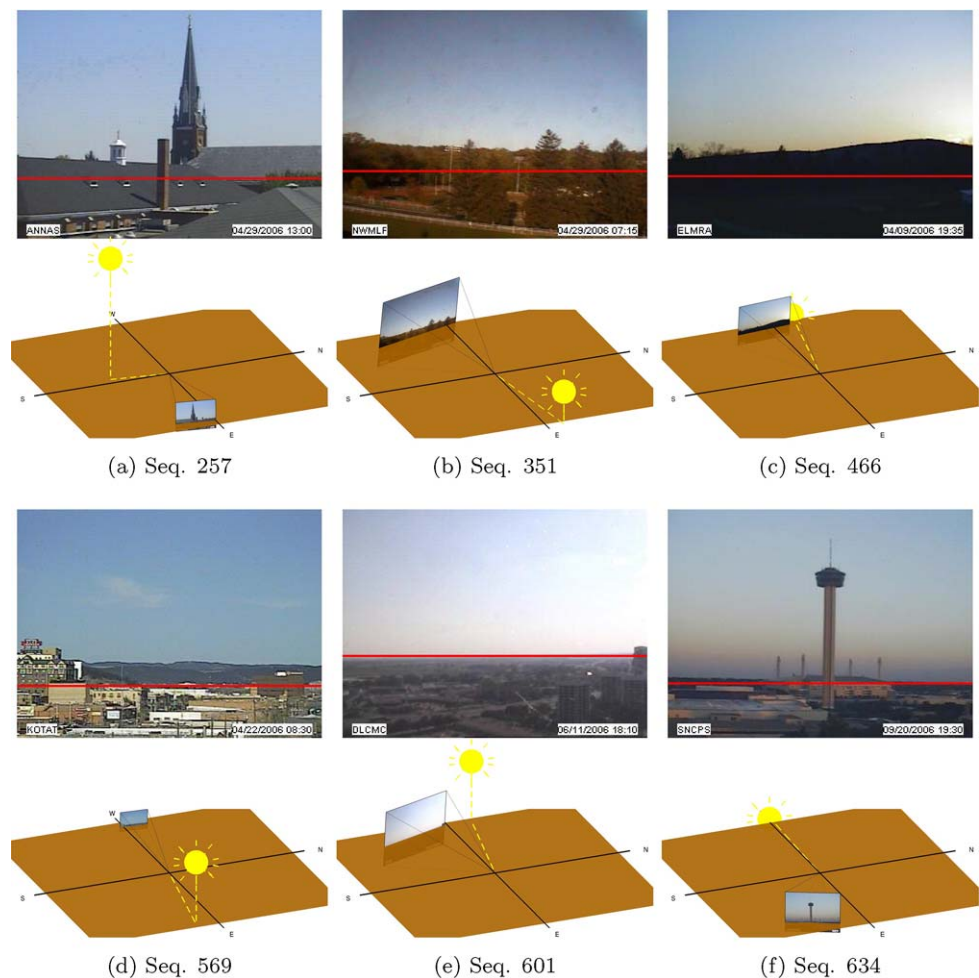 ANNAS 04/29/2006 13:00
NWMLF 04/29/2006 07:15
ELMRA 04/09/2006 19:35
W
N
S
E
N
S
E
N
S
E
(a) Seq. 257
(b) Seq. 351
(c) Seq. 466
KOTAT 04/22/2006 08:30
DLCMC 06/11/2006 18:10
SNCPS 09/20/2006 19:30
W
N
S
E
N
S
E
N
S
E
(d) Seq. 569
(e) Seq. 601
(f) Seq. 634